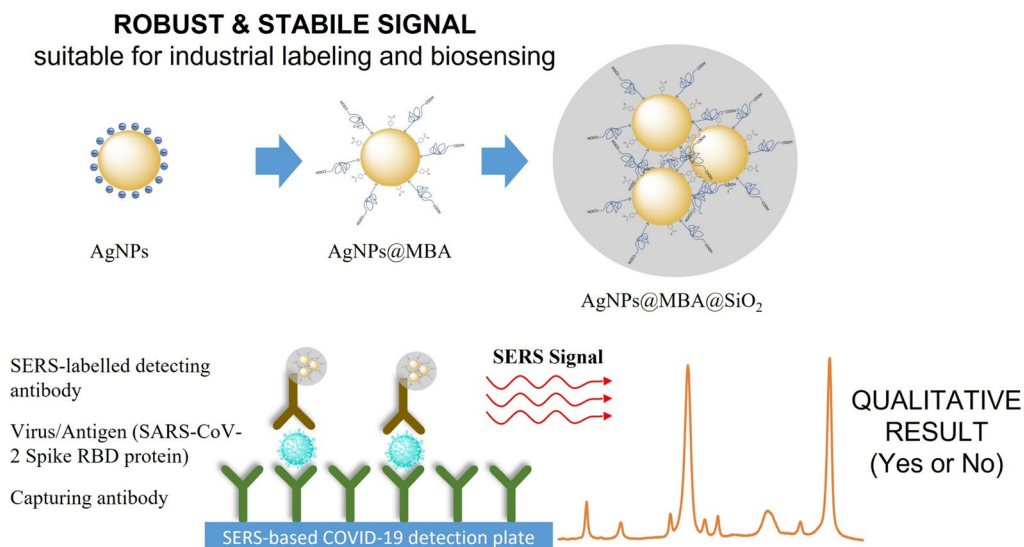 ROBUST & STABILE SIGNAL
suitable for industrial labeling and biosensing
AgNPs
AgNPs@MBA
AgNPs@MBA@SiO₂
SERS-labelled detecting
antibody
Virus/Antigen (SARS-CoV-
2 Spike RBD protein)
Capturing antibody
SERS-based COVID-19 detection plate
SERS Signal
QUALITATIVE
RESULT
(Yes or No)